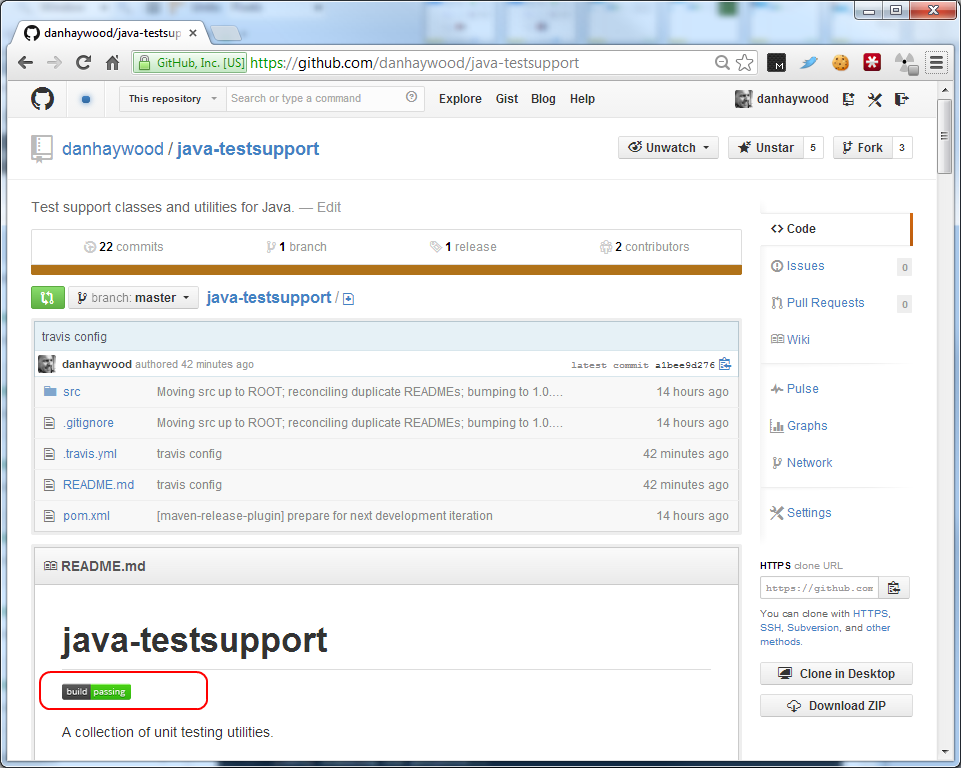 danhaywood/java-testsup
GitHub, Inc. [US] https://github.com/danhaywood/java-testsupport
This repository Search or type a command Explore Gist Blog Help danhaywood
danhaywood / java-testsupport
Unwatch Unstar 5 Fork 3
Test support classes and utilities for Java. — Edit
22 commits 1 branch 1 release 2 contributors
branch: master java-testsupport /
travis config
danhaywood authored 42 minutes ago latest commit a1bee9d276
src Moving src up to ROOT; reconciling duplicate READMEs; bumping to 1.0.… 14 hours ago
.gitignore Moving src up to ROOT; reconciling duplicate READMEs; bumping to 1.0.… 14 hours ago
.travis.yml travis config 42 minutes ago
README.md travis config 42 minutes ago
pom.xml [maven-release-plugin] prepare for next development iteration 14 hours ago
README.md
java-testsupport
build passing
A collection of unit testing utilities.
Code
Issues 0
Pull Requests 0
Wiki
Pulse
Graphs
Network
Settings
HTTPS clone URL
https://github.com
You can clone with HTTPS,
SSH, Subversion, and other
methods.
Clone in Desktop
Download ZIP